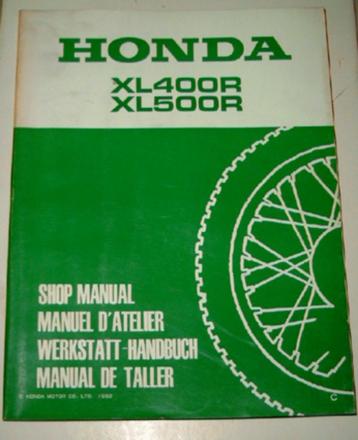 HONDA
XL400R
XL500R
SHOP MANUAL
MANUEL D'ATELIER
WERKSTATT-HANDBUCH
MANUAL DE TALLER
© HONDA MOTOR CO. LTD. 1982
C